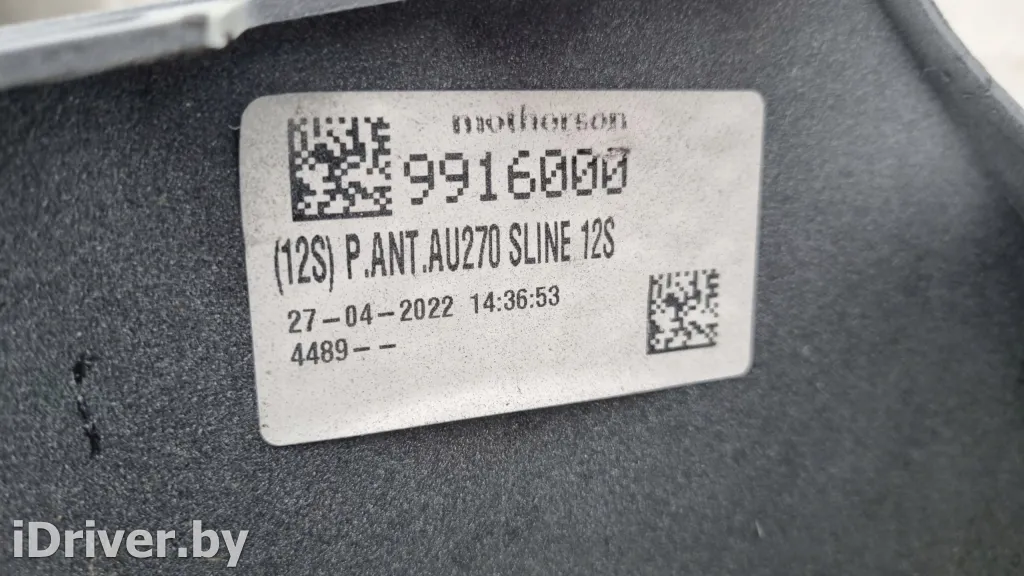 motherson
9916000
(12S) P.ANT.AU270 SLINE 12S
27-04-2022 14:36:53
4489--
iDriver.by